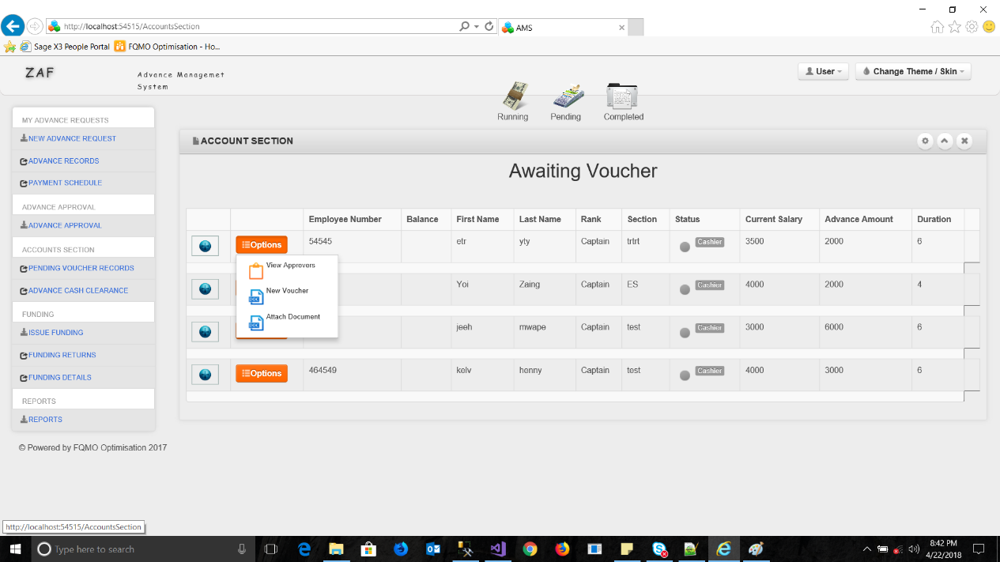 http://localhost:54515/AccountsSection
AMS
Sage X3 People Portal
FQMO Optimisation - Ho...
ZAF
Advance Managemet
System
User
Change Theme / Skin
Running
Pending
Completed
MY ADVANCE REQUESTS
NEW ADVANCE REQUEST
ADVANCE RECORDS
PAYMENT SCHEDULE
ADVANCE APPROVAL
ADVANCE APPROVAL
ACCOUNTS SECTION
PENDING VOUCHER RECORDS
ADVANCE CASH CLEARANCE
FUNDING
ISSUE FUNDING
FUNDING RETURNS
FUNDING DETAILS
REPORTS
REPORTS
© Powered by FQMO Optimisation 2017
ACCOUNT SECTION
Awaiting Voucher
Employee Number Balance First Name Last Name Rank Section Status Current Salary Advance Amount Duration
Options 54545 etr yty Captain trtrt Cashier 3500 2000 6
View Approvers
New Voucher
Attach Document
Yoi Zaing Captain ES Cashier 4000 2000 4
jeeh mwape Captain test Cashier 3000 6000 6
Options 464549 kelv henny Captain test Cashier 4000 3000 6
http://localhost:54515/AccountsSection
Type here to search
8:42 PM
4/22/2018